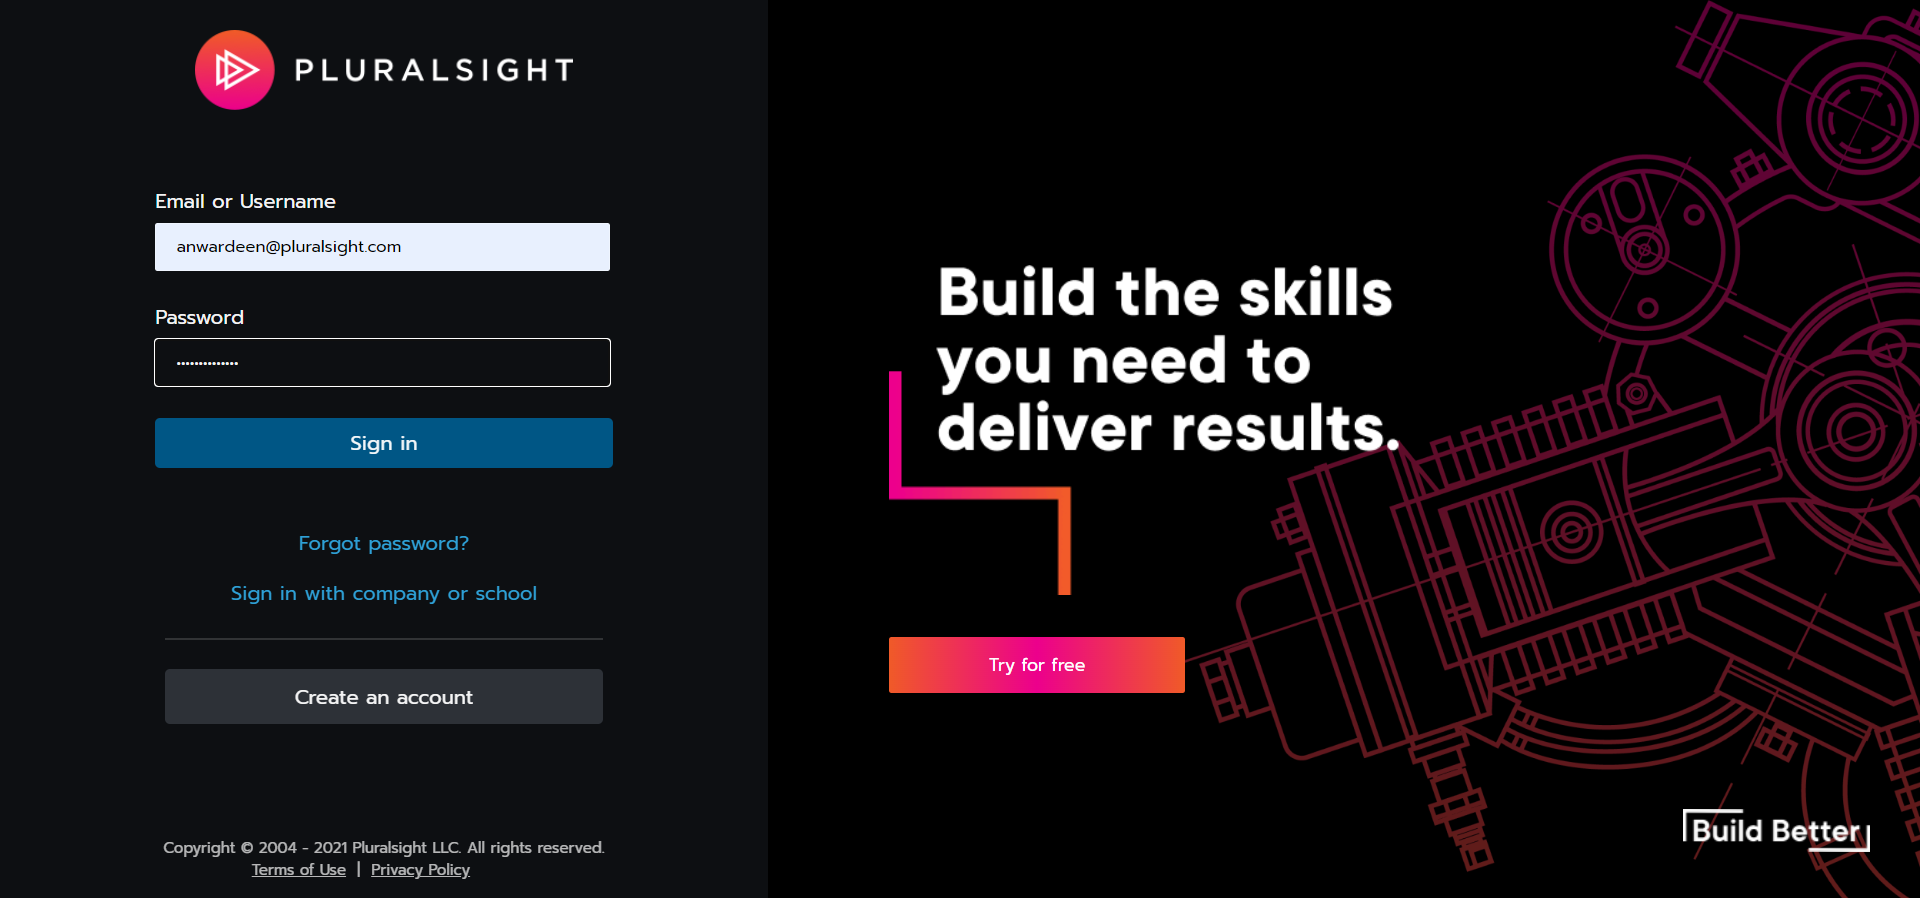 PLURALSIGHT
Email or Username
anwardeen@pluralsight.com
Password
••••••••••••••
Sign in
Forgot password?
Sign in with company or school
Create an account
Copyright © 2004 - 2021 Pluralsight LLC. All rights reserved.
Terms of Use | Privacy Policy
Build the skills
you need to
deliver results.
Try for free
Build Better